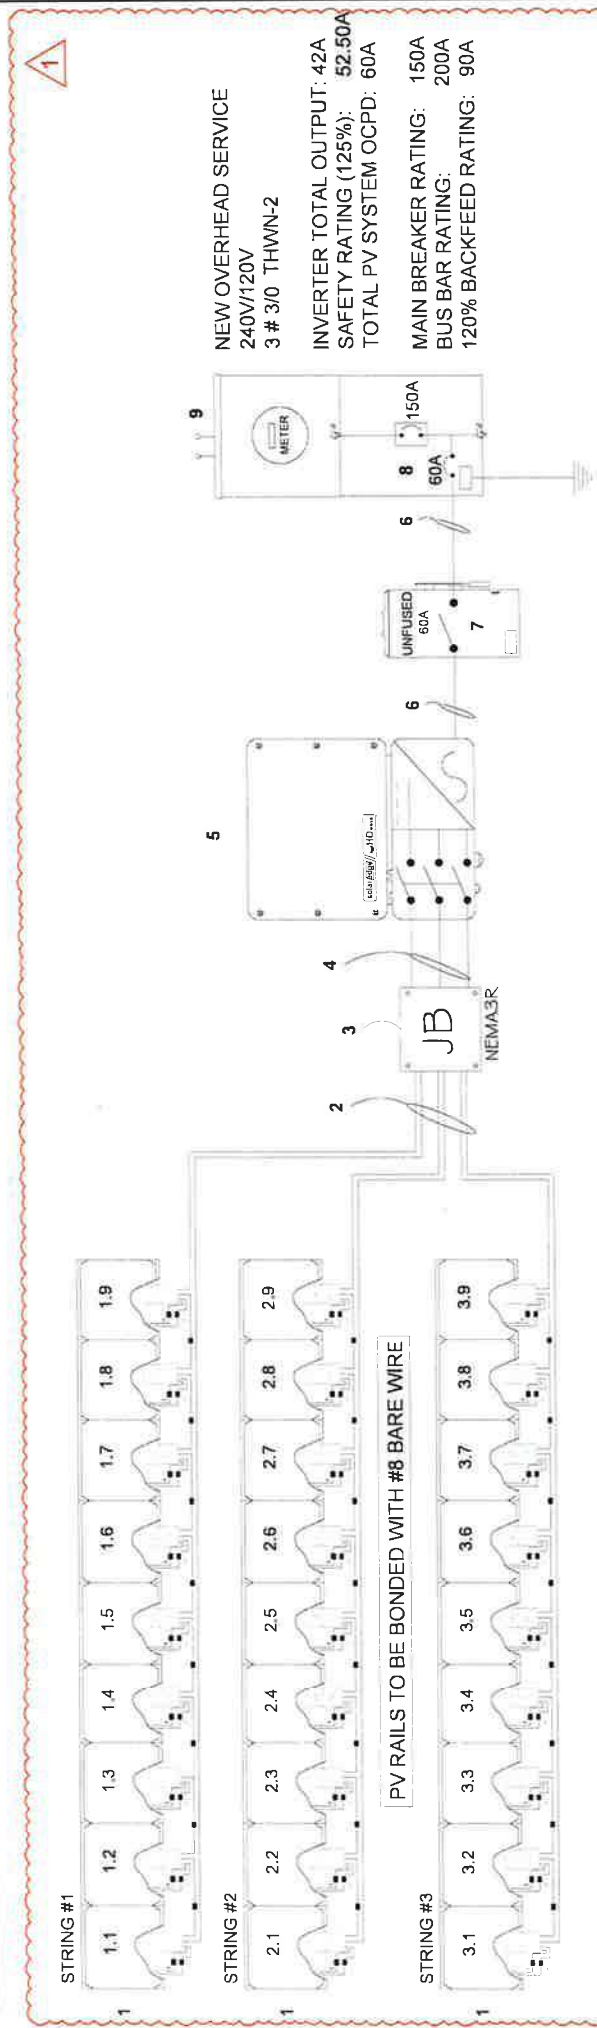 1
STRING #1
1
1.1 1.2 1.3 1.4 1.5 1.6 1.7 1.8 1.9
STRING #2
1
2.1 2.2 2.3 2.4 2.5 2.6 2.7 2.8 2.9
PV RAILS TO BE BONDED WITH #8 BARE WIRE
STRING #3
1
3.1 3.2 3.3 3.4 3.5 3.6 3.7 3.8 3.9
2
3
JB
NEMA3R
4
5
solaredge HD
6
UNFUSED
60A
7
6
9
METER
150A
8
60A
NEW OVERHEAD SERVICE
240V/120V
3 # 3/0 THWN-2
INVERTER TOTAL OUTPUT: 42A
SAFETY RATING (125%): 52.50A
TOTAL PV SYSTEM OCPD: 60A
MAIN BREAKER RATING: 150A
BUS BAR RATING: 200A
120% BACKFEED RATING: 90A